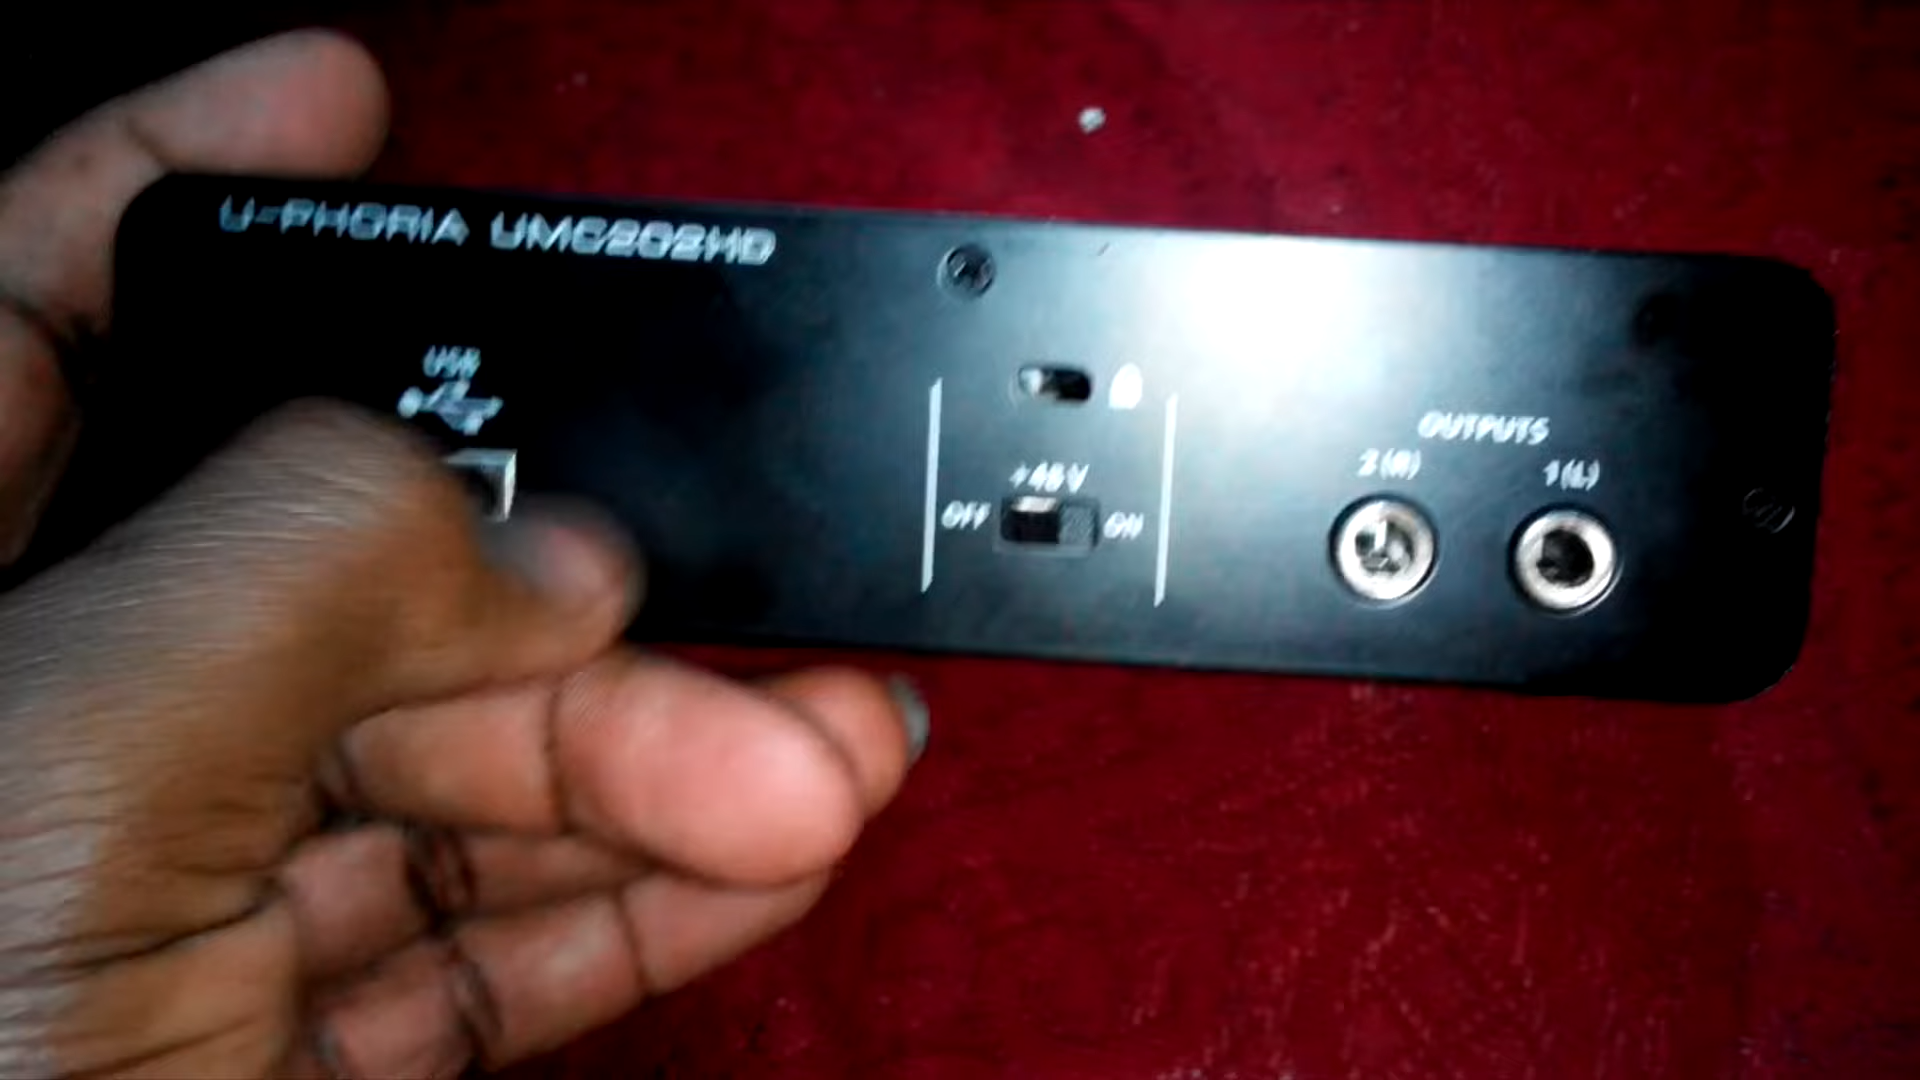 U-PHORIA UMC202HD
USB
+48V
OFF ON
OUTPUTS
2 (R) 1 (L)